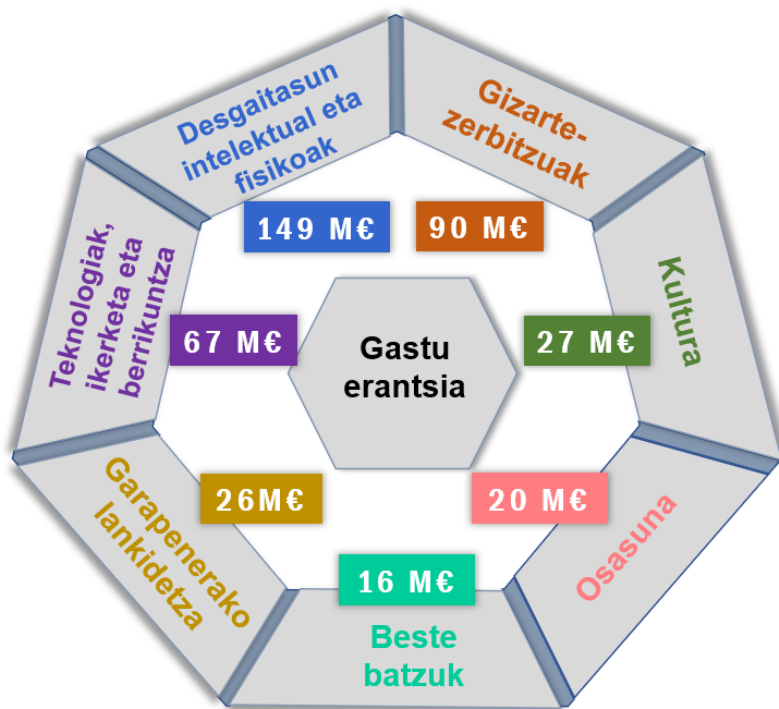 Desgaitasun
intelektual eta
fisikoak
149 M€
Gizarte-
zerbitzuak
90 M€
Kultura
27 M€
Osasuna
20 M€
Beste
batzuk
16 M€
Garapenerako
lankidetza
26M€
Teknologiak,
ikerketa eta
berrikuntza
67 M€
Gastu
erantsia